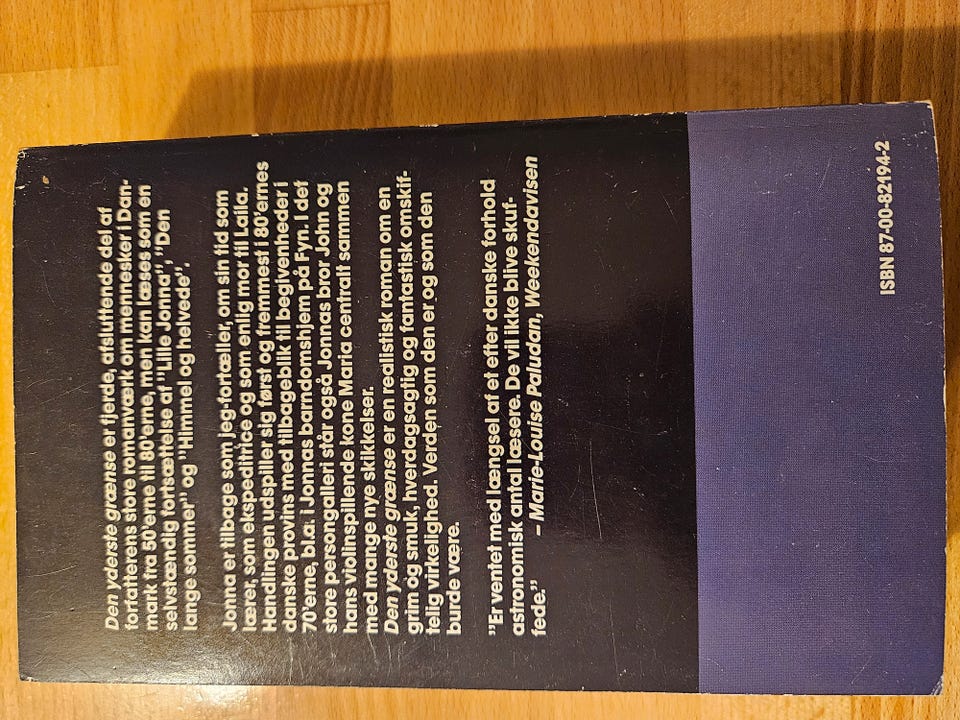 Den yderste grænse er fjerde, afsluttende del af
forfatterens store romanværk om mennesker i Dan-
mark fra 50'erne til 80'erne, men kan læses som en
selvstændig fortsættelse af "Lille Jonna", "Den
lange sommer" og "Himmel og helvede".
Jonna er tilbage som jeg-fortæller, om sin tid som
lærer, som ekspeditrice og som enlig mor til Laila.
Handlingen udspiller sig først og fremmest i 80'ernes
danske provins med tilbageblik til begivenheder i
70'erne, bl.a. i Jonnas barndomshjem på Fyn. I det
store persongalleri står også Jonnas bror John og
hans violinspillende kone Maria centralt sammen
med mange nye skikkelser.
Den yderste grænse er en realistisk roman om en
grim og smuk, hverdagsagtig og fantastisk omskif-
telig virkelighed. Verden som den er og som den
burde være.
"Er ventet med længsel af et efter danske forhold
astronomisk antal læsere. De vil ikke blive skuf-
fede."
– Marie-Louise Paludan, Weekendavisen
ISBN 87-00-82194-2